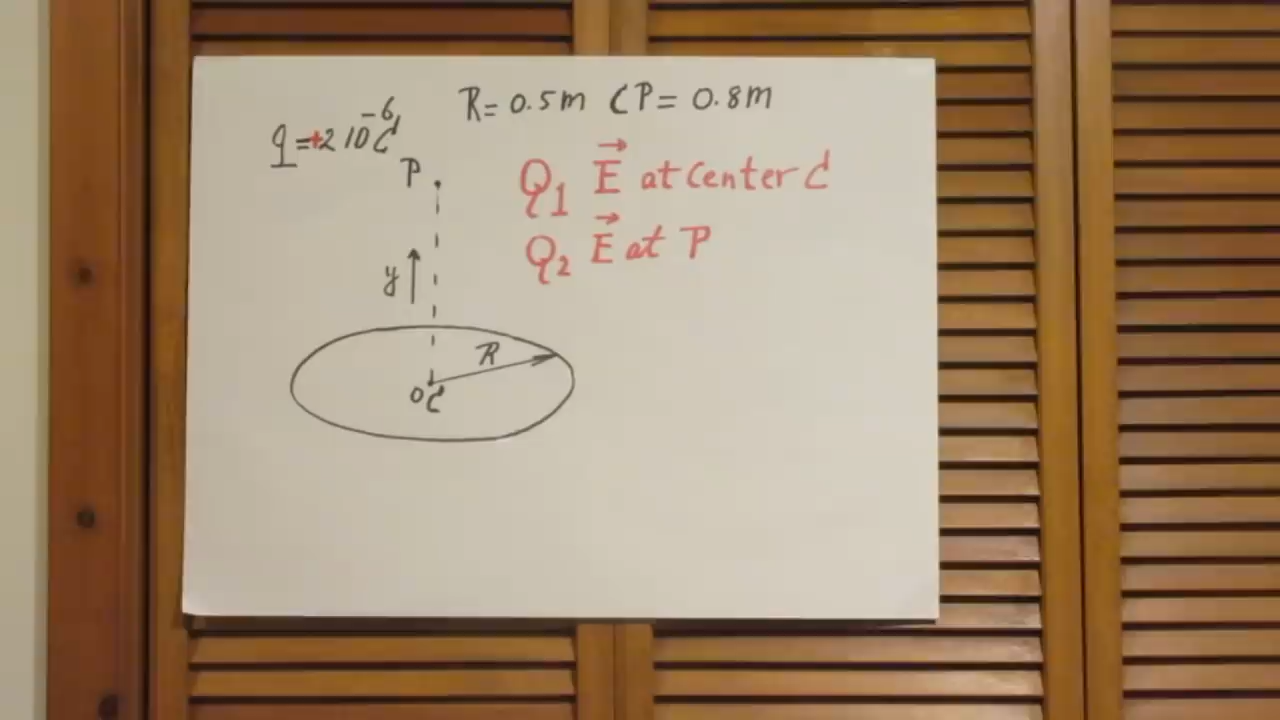 R = 0.5m CP = 0.8m
q = +2 10⁻⁶C
P
Q1 E⃗ at center C
Q2 E⃗ at P
y
R
0 C